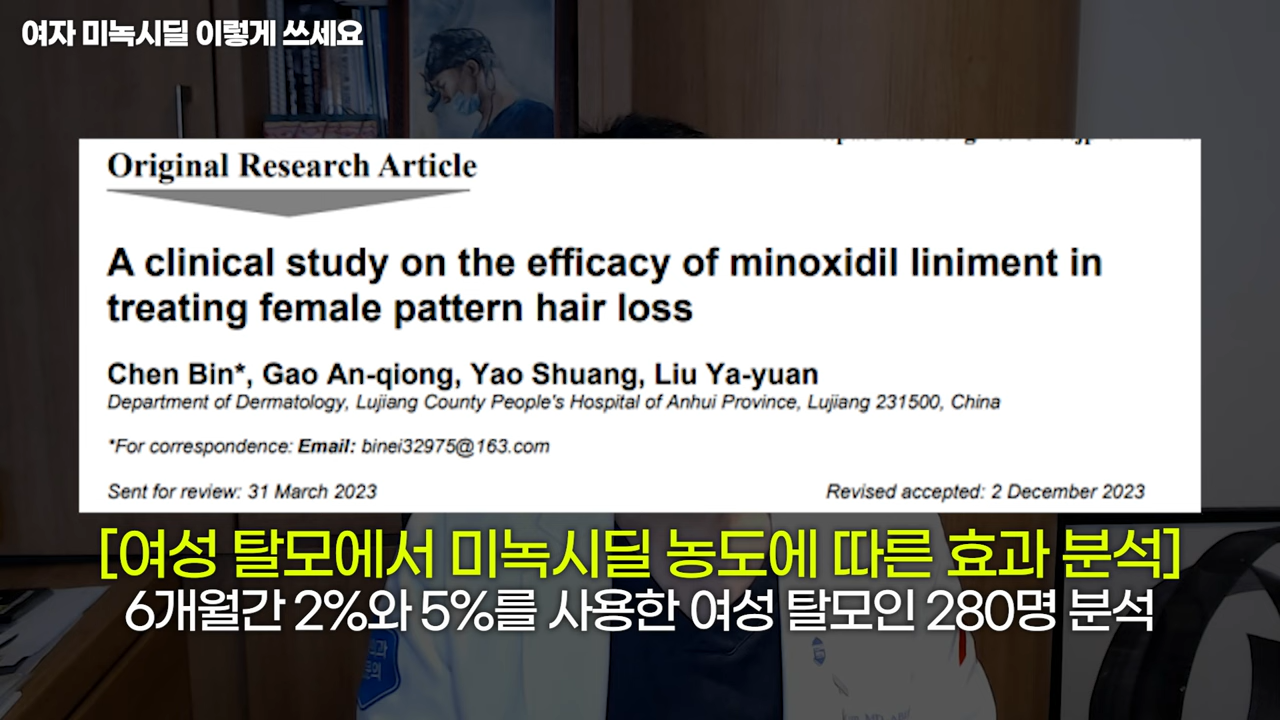 여자 미녹시딜 이렇게 쓰세요
Original Research Article
A clinical study on the efficacy of minoxidil liniment in
treating female pattern hair loss
Chen Bin*, Gao An-qiong, Yao Shuang, Liu Ya-yuan
Department of Dermatology, Lujiang County People's Hospital of Anhui Province, Lujiang 231500, China
*For correspondence: Email: binei32975@163.com
Sent for review: 31 March 2023 Revised accepted: 2 December 2023
[여성 탈모에서 미녹시딜 농도에 따른 효과 분석]
6개월간 2%와 5%를 사용한 여성 탈모인 280명 분석